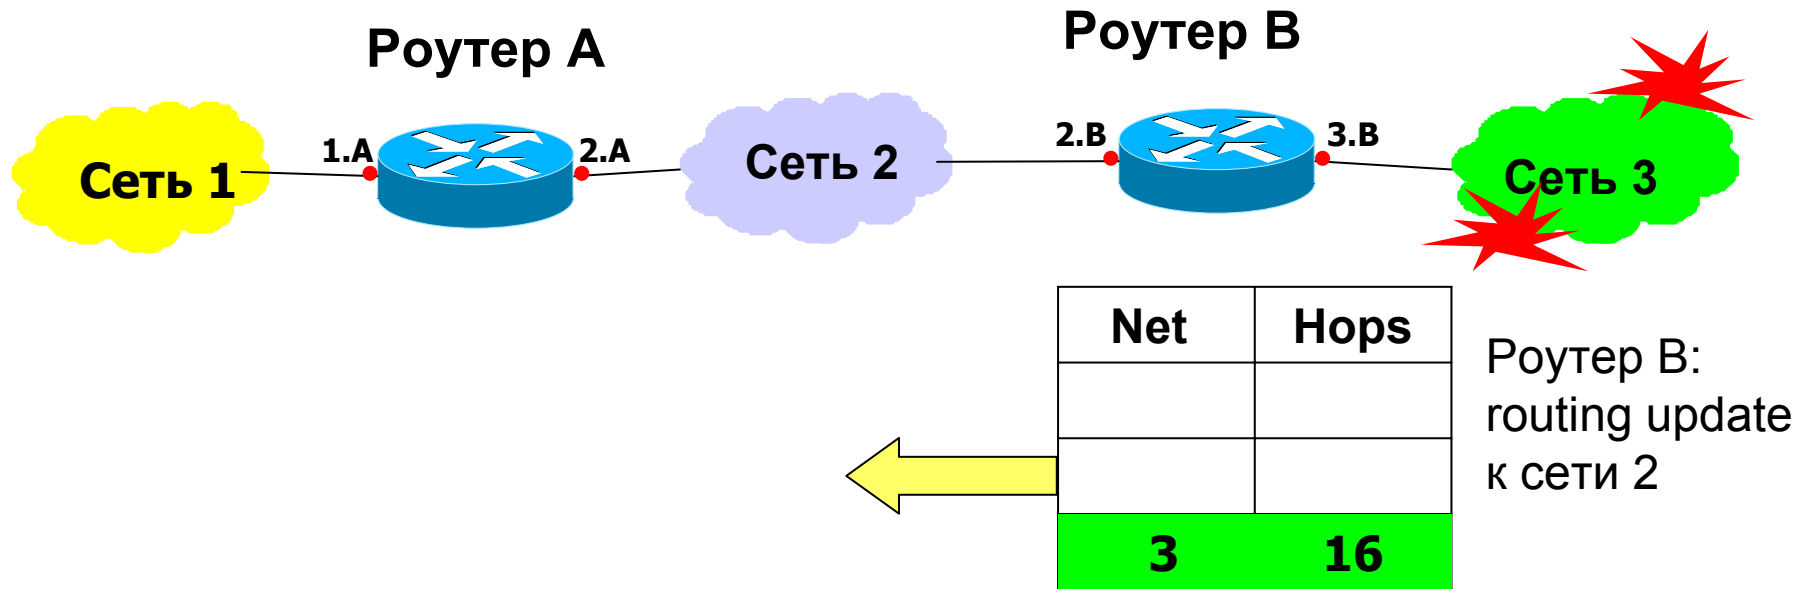 Роутер А
Роутер В
Сеть 1
1.A
2.A
Сеть 2
2.B
3.B
Сеть 3
Net Hops
3 16
Роутер В:
routing update
к сети 2